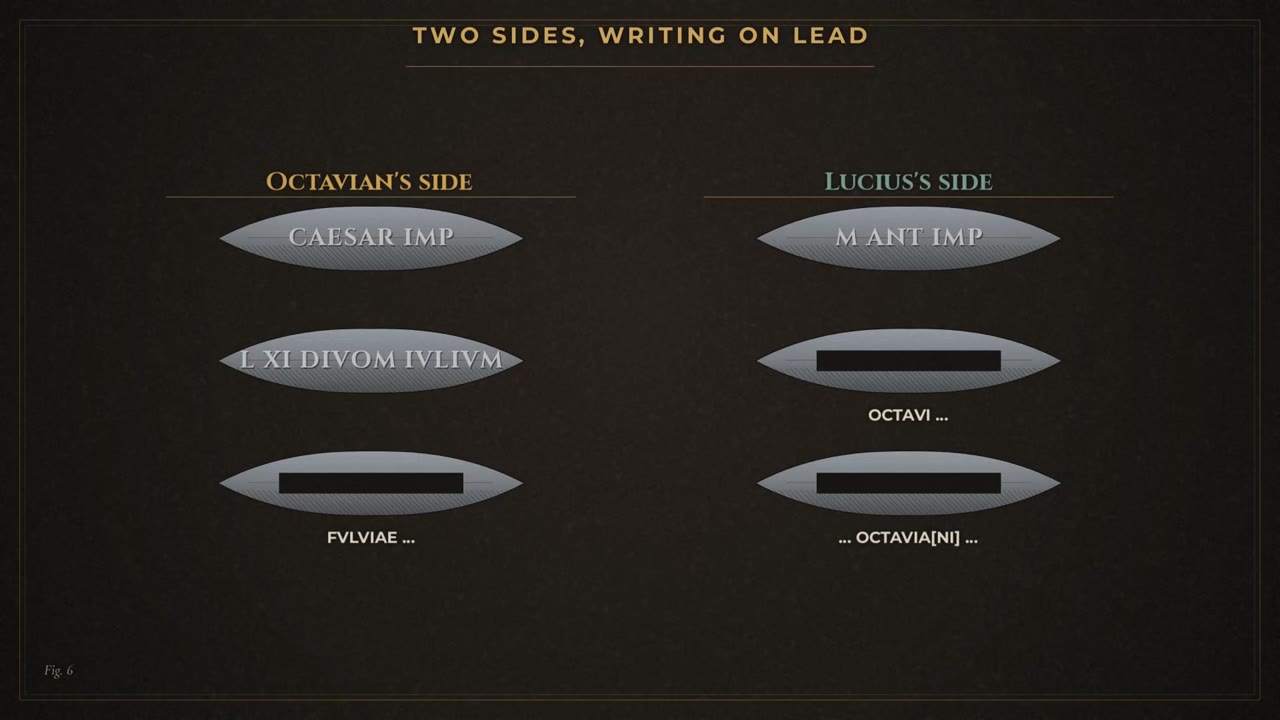 TWO SIDES, WRITING ON LEAD
OCTAVIAN'S SIDE
CAESAR IMP
L XI DIVOM IVLIVM
FVLVIAE ...
LUCIUS'S SIDE
M ANT IMP
OCTAVI ...
... OCTAVIA[NI] ...
Fig. 6